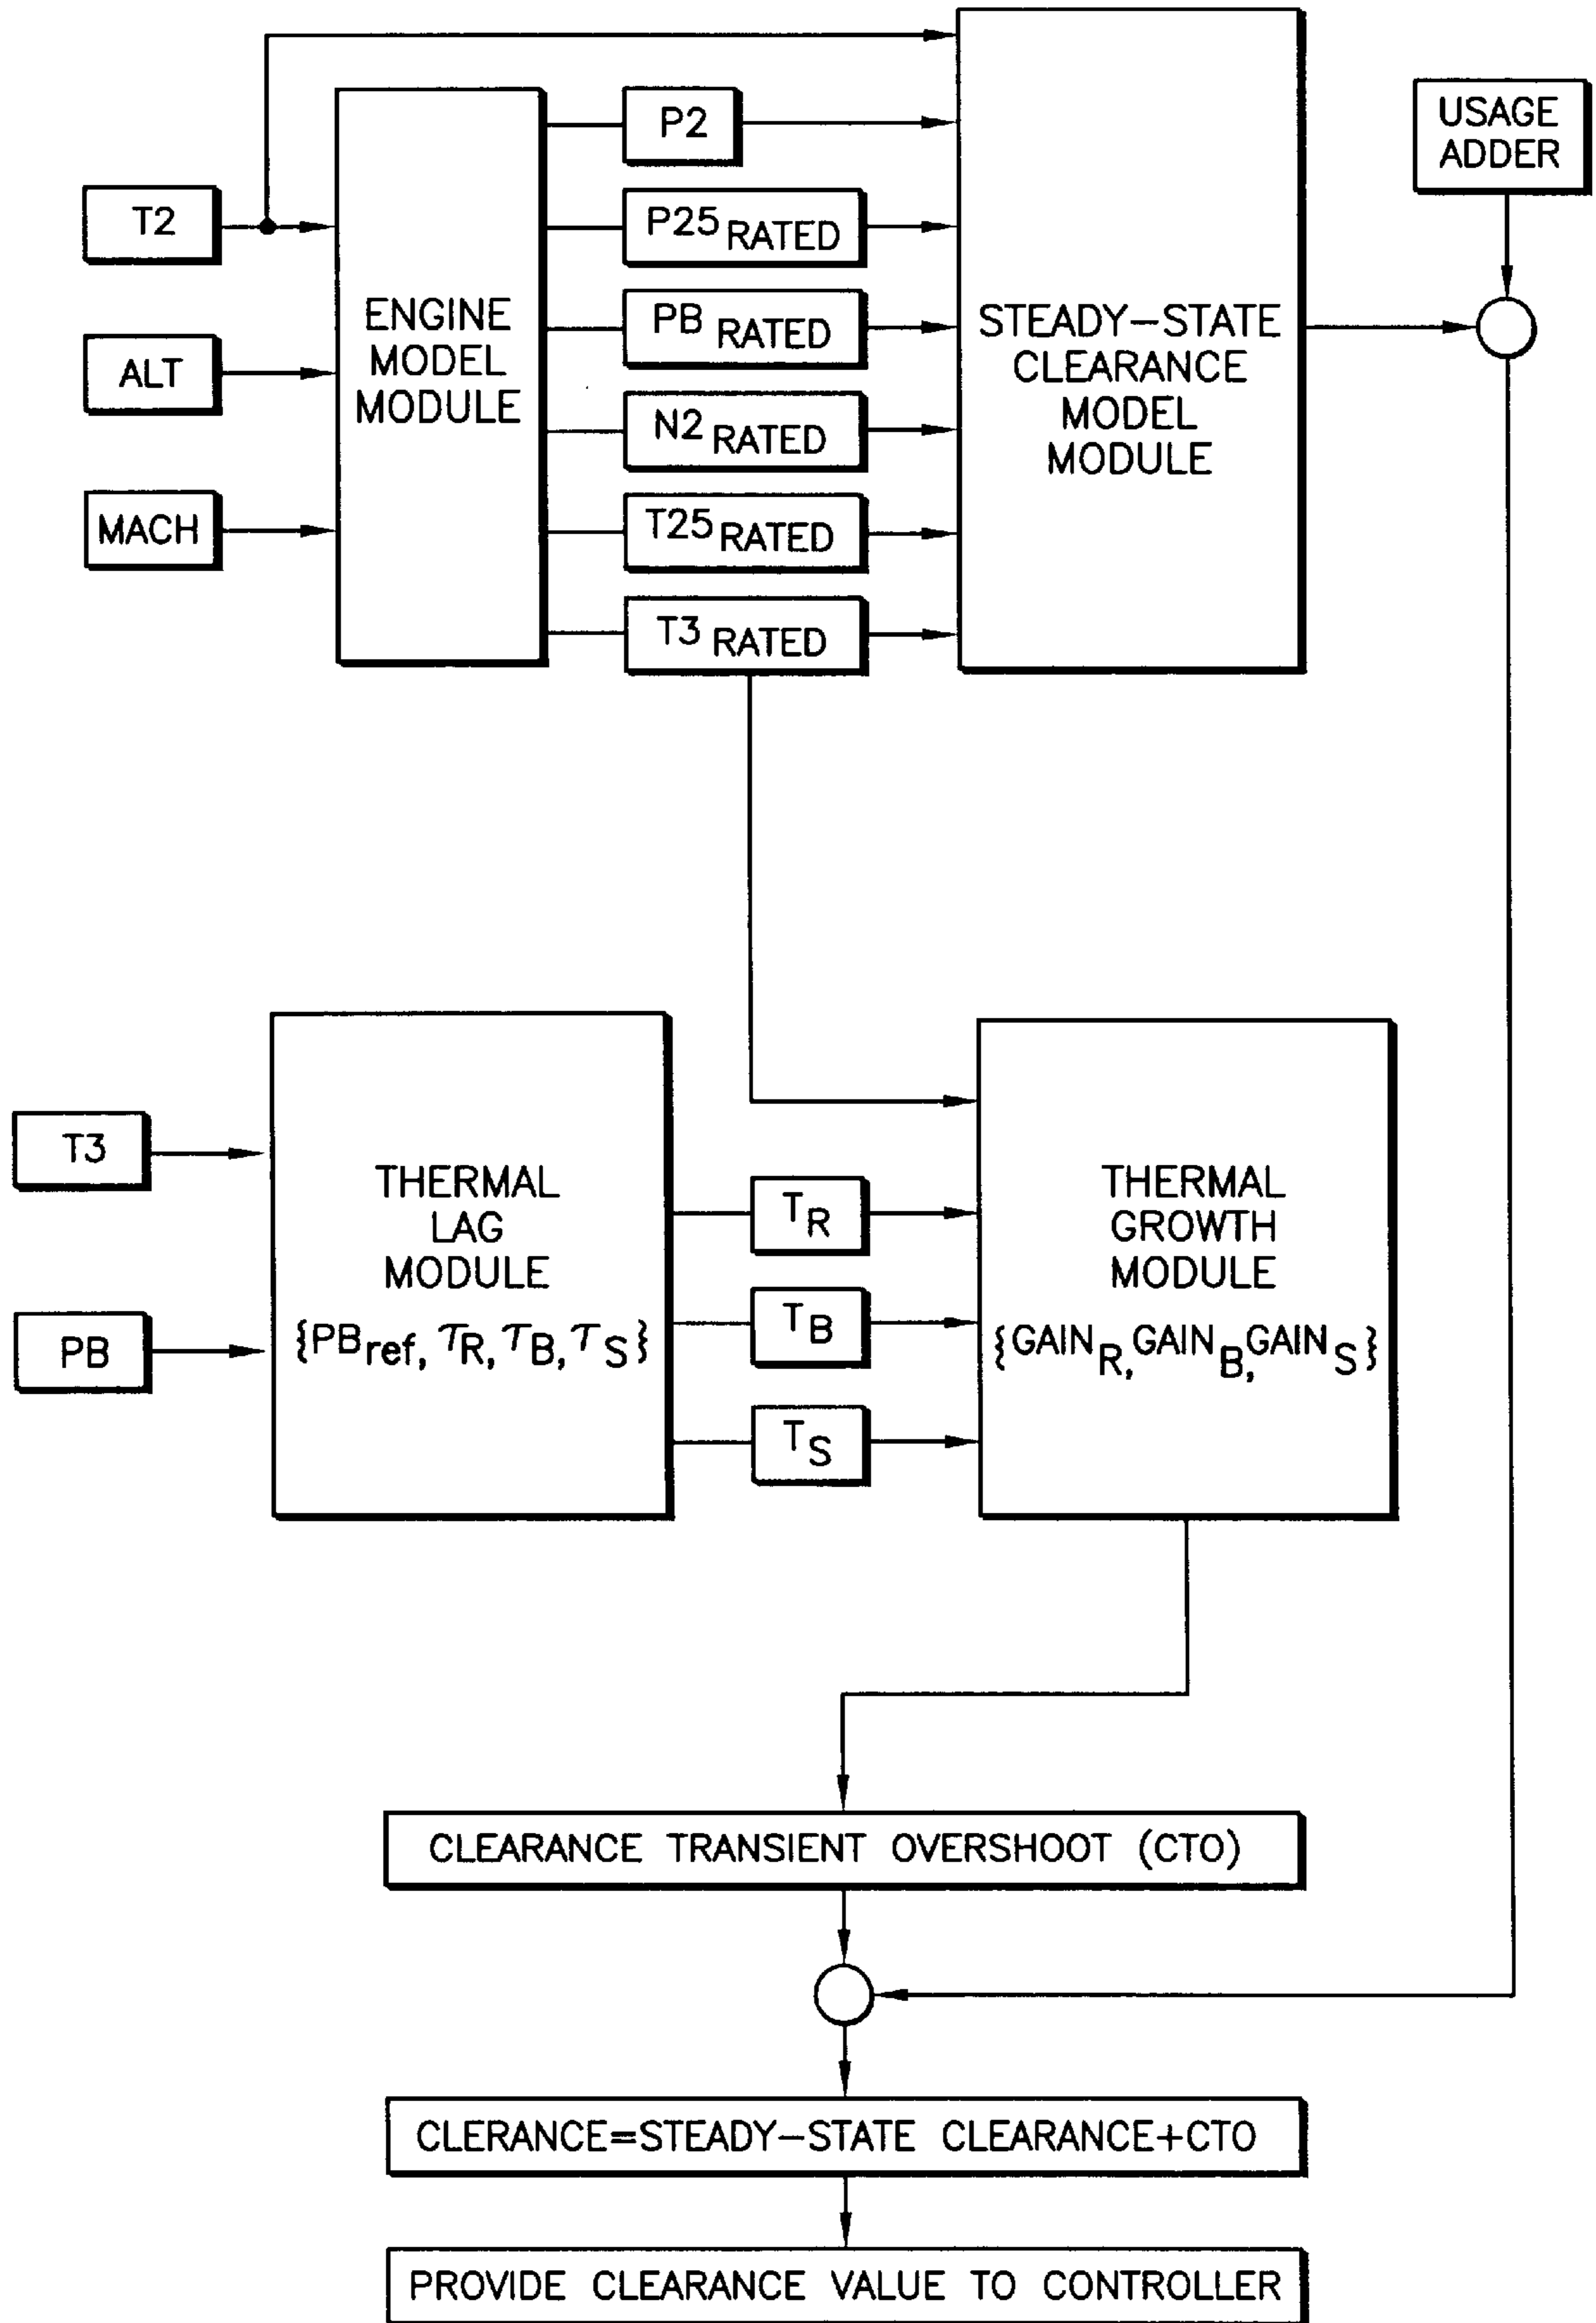 P2
USAGE
ADDER
T2
P25 RATED
ENGINE
MODEL
MODULE
PB RATED
STEADY-STATE
CLEARANCE
MODEL
MODULE
ALT
N2 RATED
MACH
T25 RATED
T3 RATED
T3
THERMAL
LAG
MODULE
{PBref, τR, τB, τS}
PB
TR
TB
TS
THERMAL
GROWTH
MODULE
{GAINR, GAINB, GAINS}
CLEARANCE TRANSIENT OVERSHOOT (CTO)
CLERANCE=STEADY-STATE CLEARANCE+CTO
PROVIDE CLEARANCE VALUE TO CONTROLLER